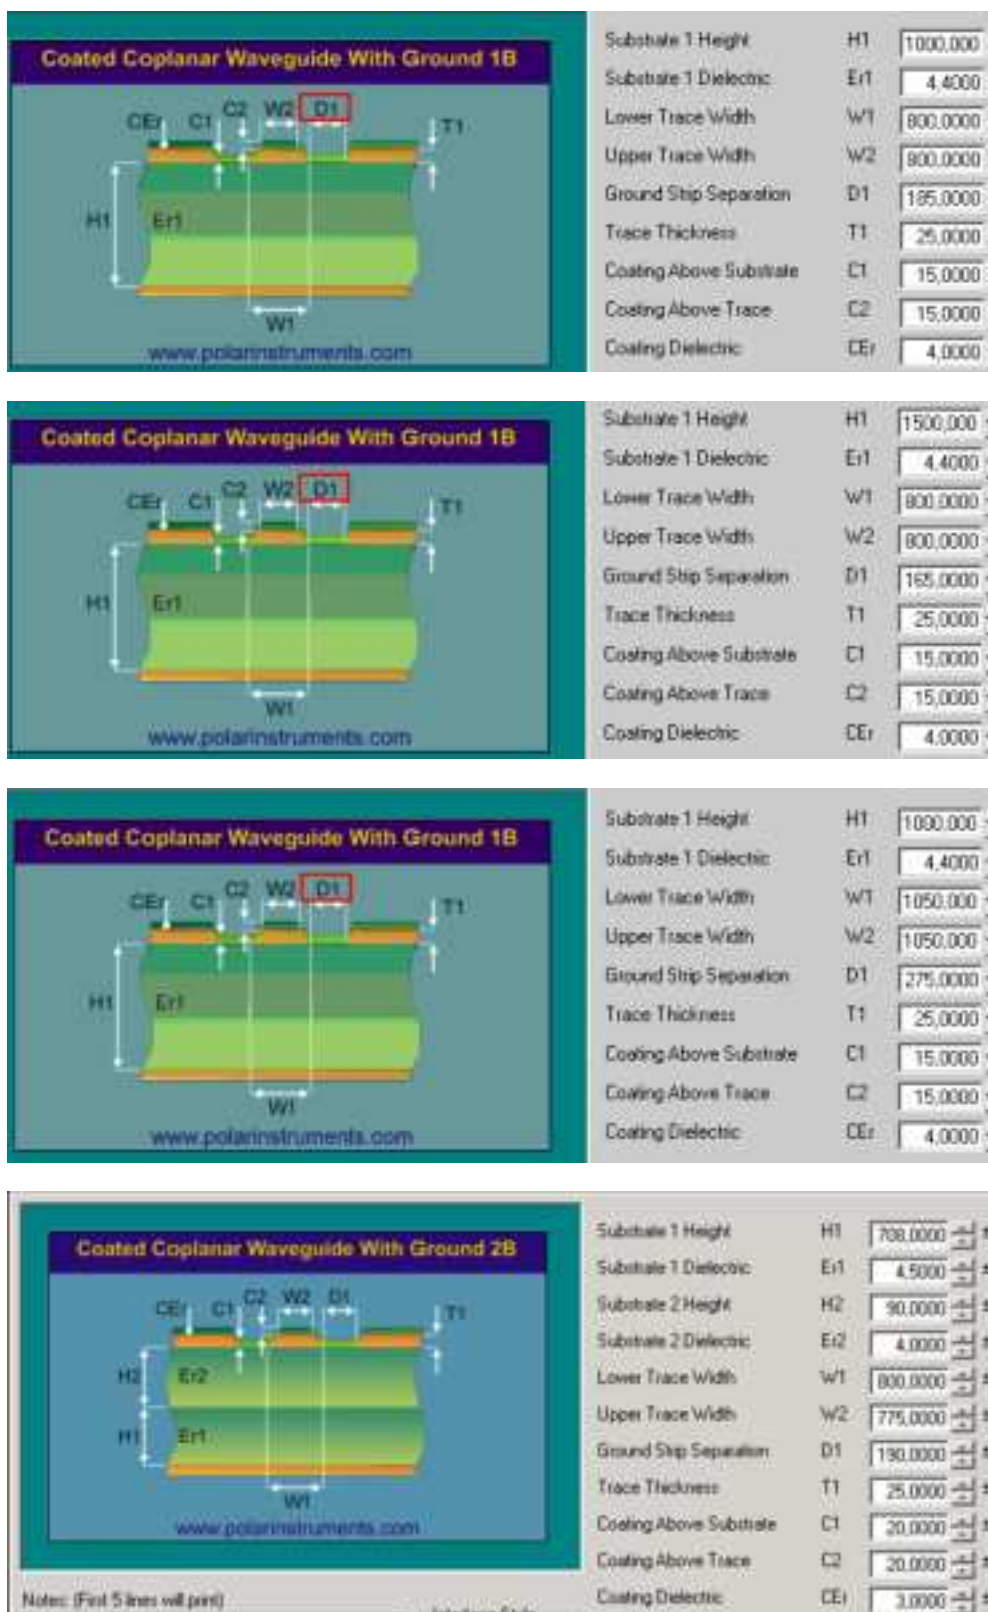 Coated Coplanar Waveguide With Ground 1B
CEr C1 C2 W2 D1 T1
H1 Er1
W1
www.polarinstruments.com
Substrate 1 Height H1 1000,000
Substrate 1 Dielectric Er1 4,4000
Lower Trace Width W1 800,0000
Upper Trace Width W2 800,0000
Ground Strip Separation D1 185,0000
Trace Thickness T1 25,0000
Coating Above Substrate C1 15,0000
Coating Above Trace C2 15,0000
Coating Dielectric CEr 4,0000
Coated Coplanar Waveguide With Ground 1B
CEr C1 C2 W2 D1 T1
H1 Er1
W1
www.polarinstruments.com
Substrate 1 Height H1 1500,000
Substrate 1 Dielectric Er1 4,4000
Lower Trace Width W1 800,0000
Upper Trace Width W2 800,0000
Ground Strip Separation D1 165,0000
Trace Thickness T1 25,0000
Coating Above Substrate C1 15,0000
Coating Above Trace C2 15,0000
Coating Dielectric CEr 4,0000
Coated Coplanar Waveguide With Ground 1B
CEr C1 C2 W2 D1 T1
H1 Er1
W1
www.polarinstruments.com
Substrate 1 Height H1 1000,000
Substrate 1 Dielectric Er1 4,4000
Lower Trace Width W1 1050,000
Upper Trace Width W2 1050,000
Ground Strip Separation D1 275,0000
Trace Thickness T1 25,0000
Coating Above Substrate C1 15,0000
Coating Above Trace C2 15,0000
Coating Dielectric CEr 4,0000
Coated Coplanar Waveguide With Ground 2B
CEr C1 C2 W2 D1 T1
H2 Er2
H1 Er1
W1
www.polarinstruments.com
Substrate 1 Height H1 708,0000
Substrate 1 Dielectric Er1 4,5000
Substrate 2 Height H2 90,0000
Substrate 2 Dielectric Er2 4,0000
Lower Trace Width W1 800,0000
Upper Trace Width W2 775,0000
Ground Strip Separation D1 190,0000
Trace Thickness T1 25,0000
Coating Above Substrate C1 20,0000
Coating Above Trace C2 20,0000
Coating Dielectric CEr 3,0000
Notes: (First 5 lines will print)